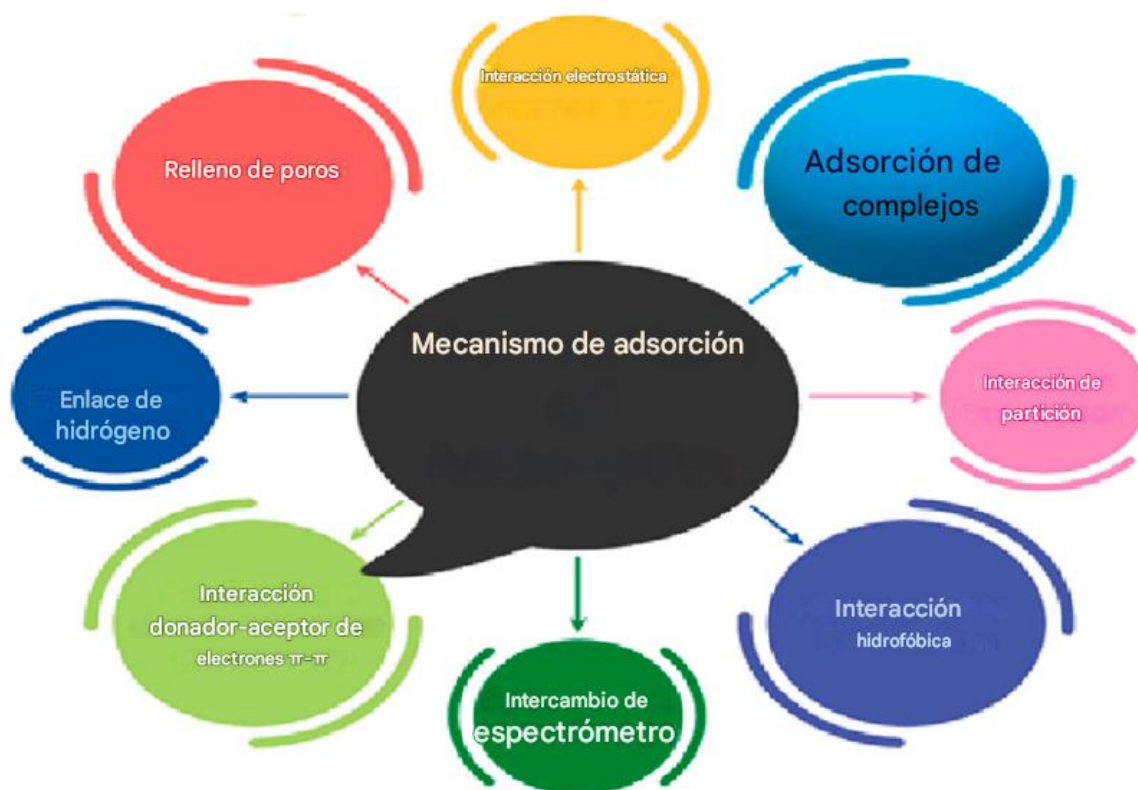 Interacción electrostática
Relleno de poros
Adsorción de
complejos
Mecanismo de adsorción
Enlace de
hidrógeno
Interacción de
partición
Interacción
donador-aceptor de
electrones π-π
Interacción
hidrofóbica
Intercambio de
espectrómetro